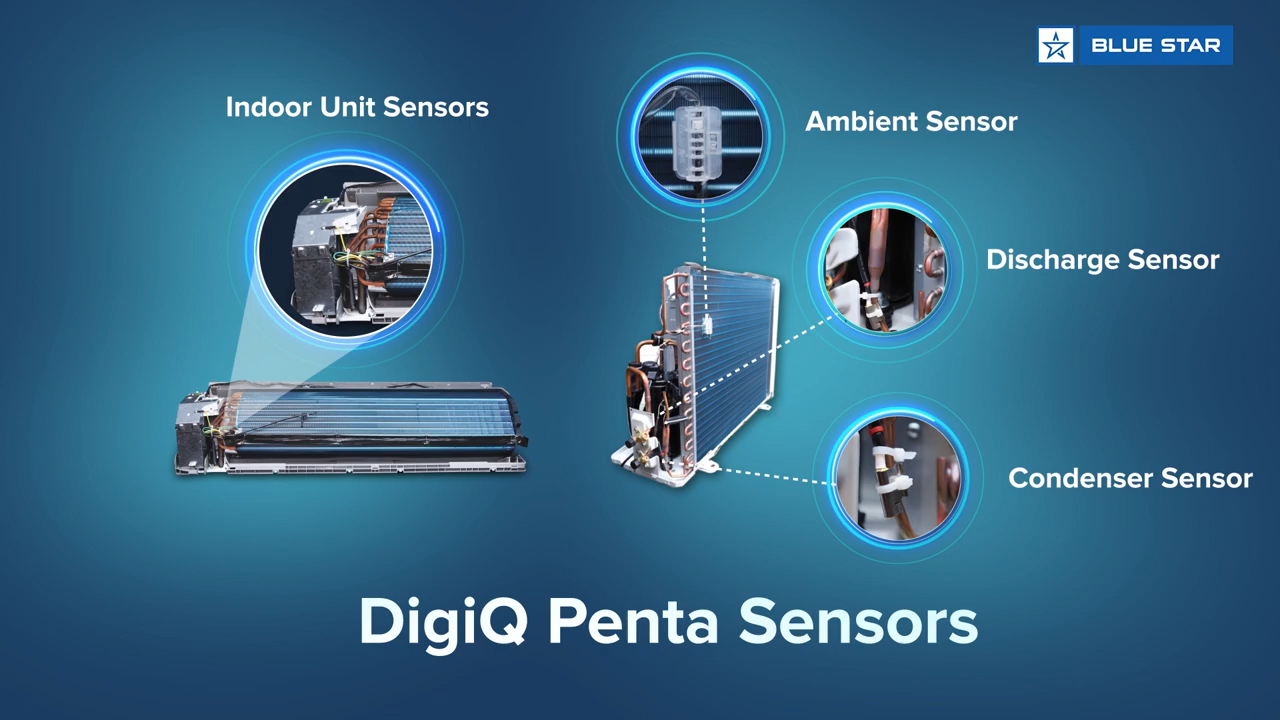 BLUE STAR
Indoor Unit Sensors
Ambient Sensor
Discharge Sensor
Condenser Sensor
DigiQ Penta Sensors